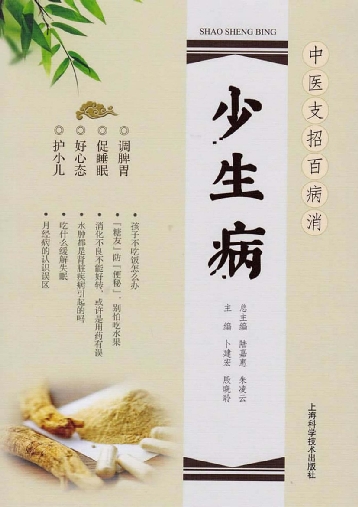 SHAO SHENG BING
中医支招百病消
少生病
◎调脾胃
◎促睡眠
◎好心态
◎护小儿
•孩子不吃饭怎么办
•“糖友”防“便秘”，别怕吃水果
•消化不良不能好转，或许是用药有误
•水肿都是肾脏疾病引起的吗
•吃什么缓解失眠
•月经病的认识误区
总主编 陆嘉惠 朱凌云
主编 卜建宏 殷晓聆
上海科学技术出版社